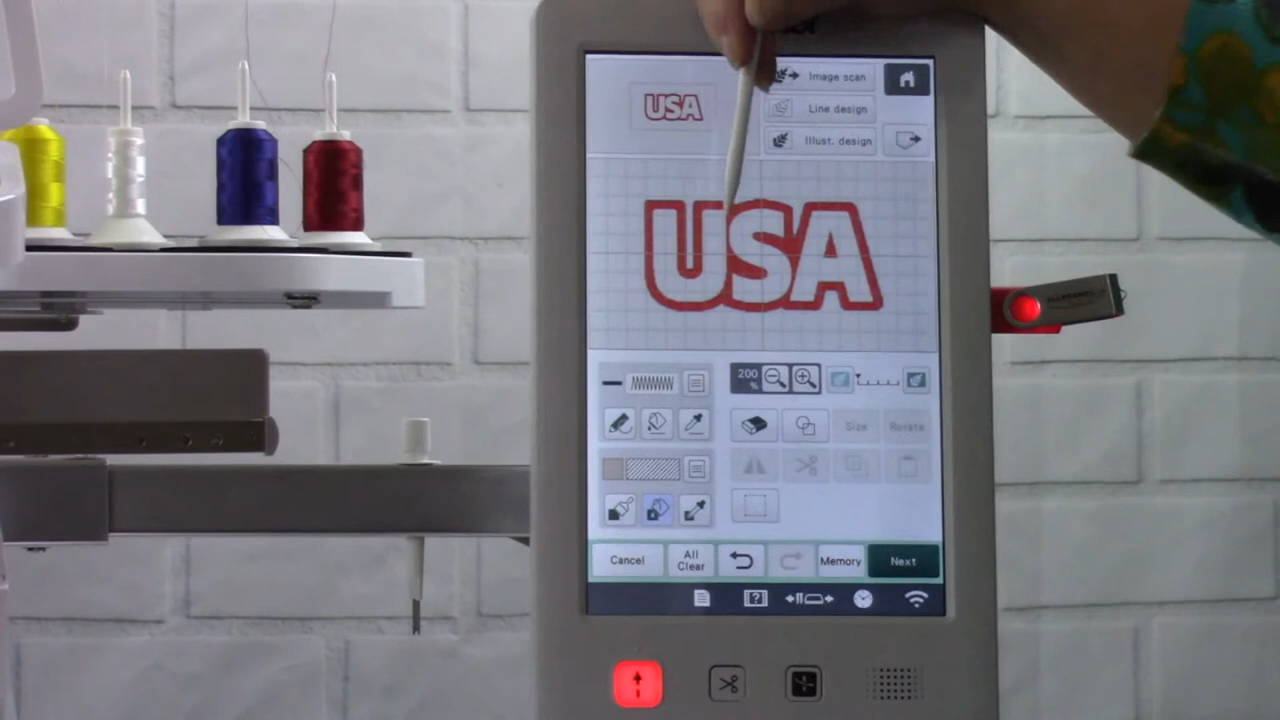 Image scan
USA
Line design
Illust. design
USA
200
%
Size
Rotate
Cancel
All
Clear
Memory
Next